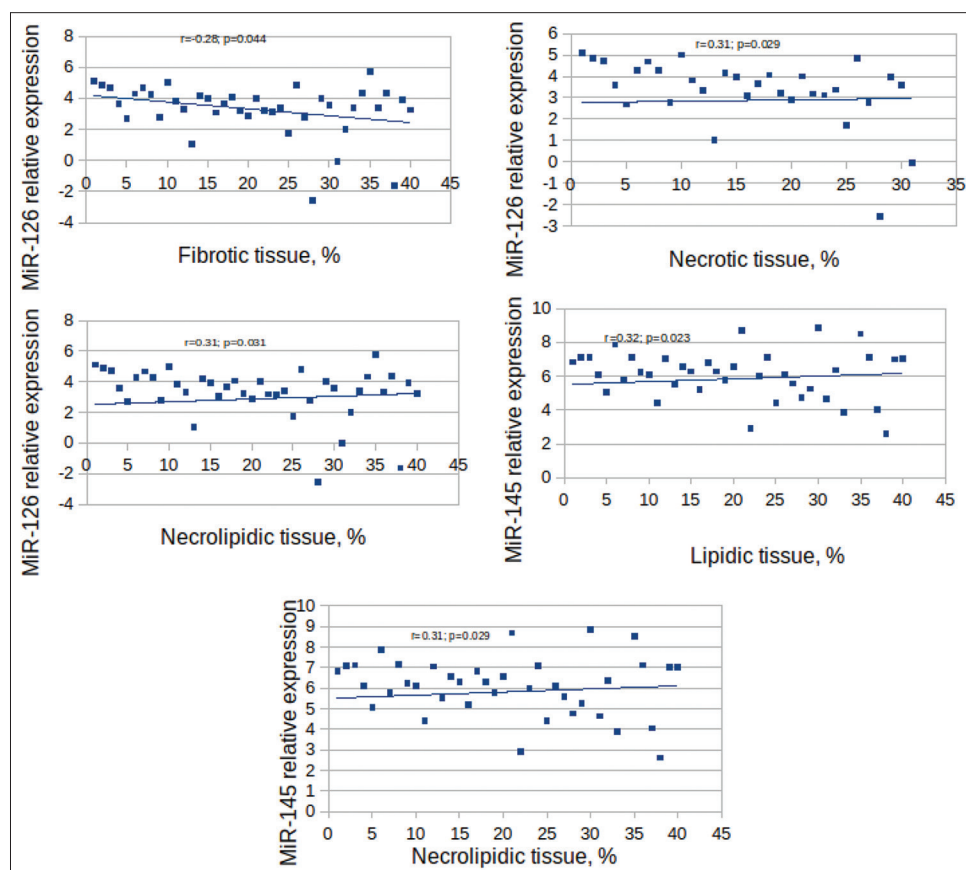 MiR-126 relative expression
8
6
4
2
0
-2
-4
0 5 10 15 20 25 30 35 40 45
r=-0.28; p=0.044
Fibrotic tissue, %
MiR-126 relative expression
6
5
4
3
2
1
0
-1
-2
-3
0 5 10 15 20 25 30 35
r=0.31; p=0.029
Necrotic tissue, %
MiR-126 relative expression
8
6
4
2
0
-2
-4
0 5 10 15 20 25 30 35 40 45
r=0.31; p=0.031
Necrolipidic tissue, %
MiR-145 relative expression
10
8
6
4
2
0
0 5 10 15 20 25 30 35 40 45
r=0.32; p=0.023
Lipidic tissue, %
MiR-145 relative expression
10
9
8
7
6
5
4
3
2
1
0
0 5 10 15 20 25 30 35 40 45
r=0.31; p=0.029
Necrolipidic tissue, %